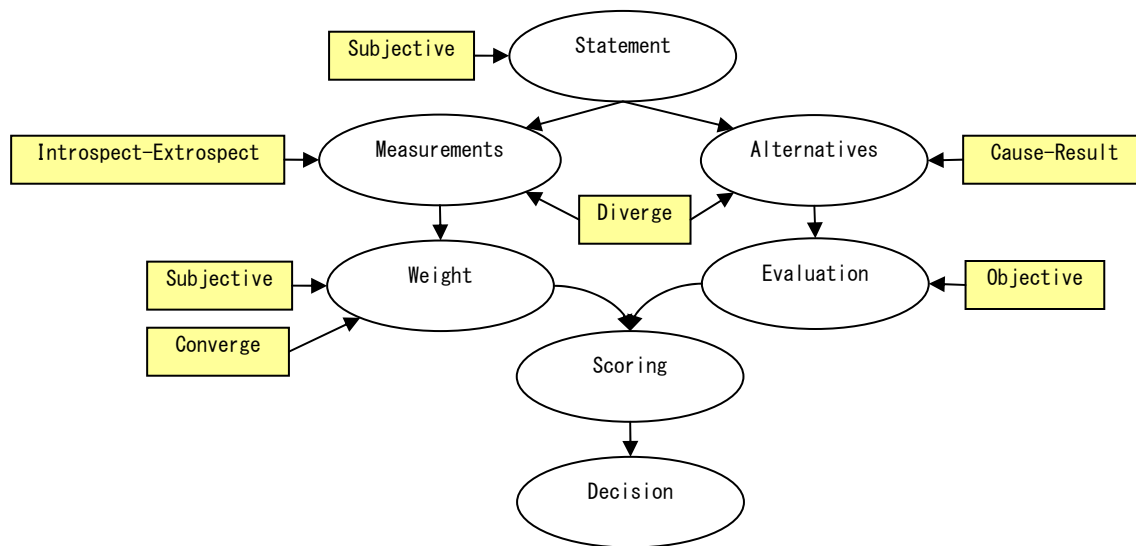 Statement
Subjective
Introspect-Extrospect
Measurements
Alternatives
Cause-Result
Diverge
Subjective
Weight
Evaluation
Objective
Converge
Scoring
Decision